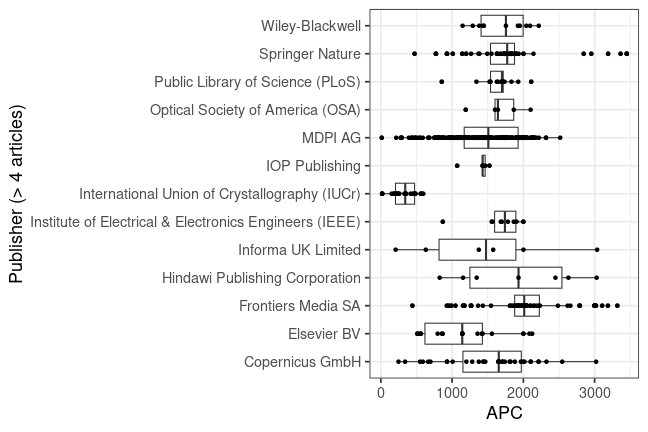 Publisher (> 4 articles)
Wiley-Blackwell
Springer Nature
Public Library of Science (PLoS)
Optical Society of America (OSA)
MDPI AG
IOP Publishing
International Union of Crystallography (IUCr)
Institute of Electrical & Electronics Engineers (IEEE)
Informa UK Limited
Hindawi Publishing Corporation
Frontiers Media SA
Elsevier BV
Copernicus GmbH
0 1000 2000 3000
APC